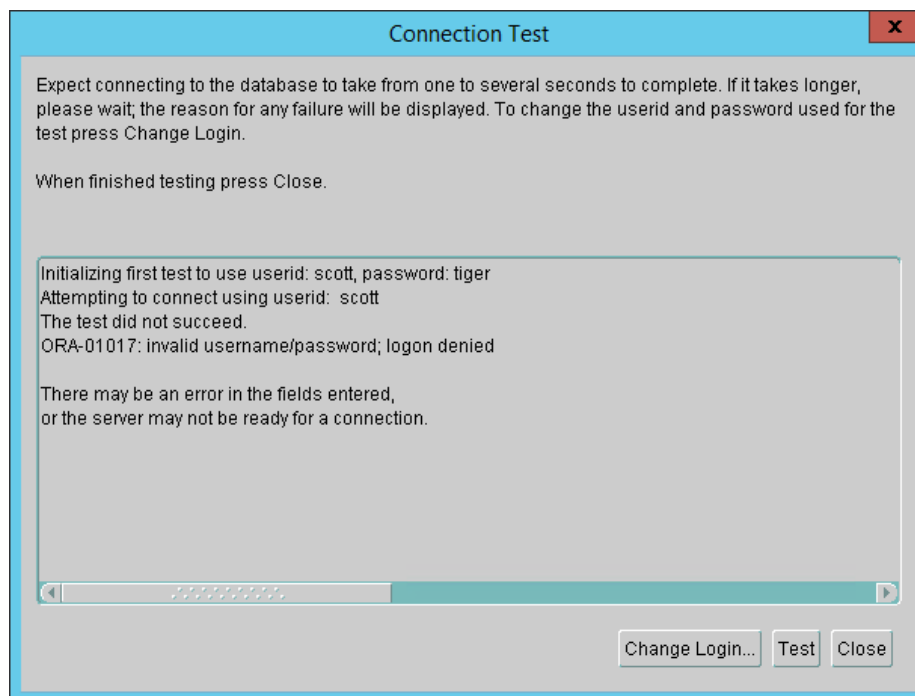 Connection Test
x
Expect connecting to the database to take from one to several seconds to complete. If it takes longer,
please wait; the reason for any failure will be displayed. To change the userid and password used for the
test press Change Login.
When finished testing press Close.
Initializing first test to use userid: scott, password: tiger
Attempting to connect using userid:  scott
The test did not succeed.
ORA-01017: invalid username/password; logon denied
There may be an error in the fields entered,
or the server may not be ready for a connection.
Change Login... Test Close